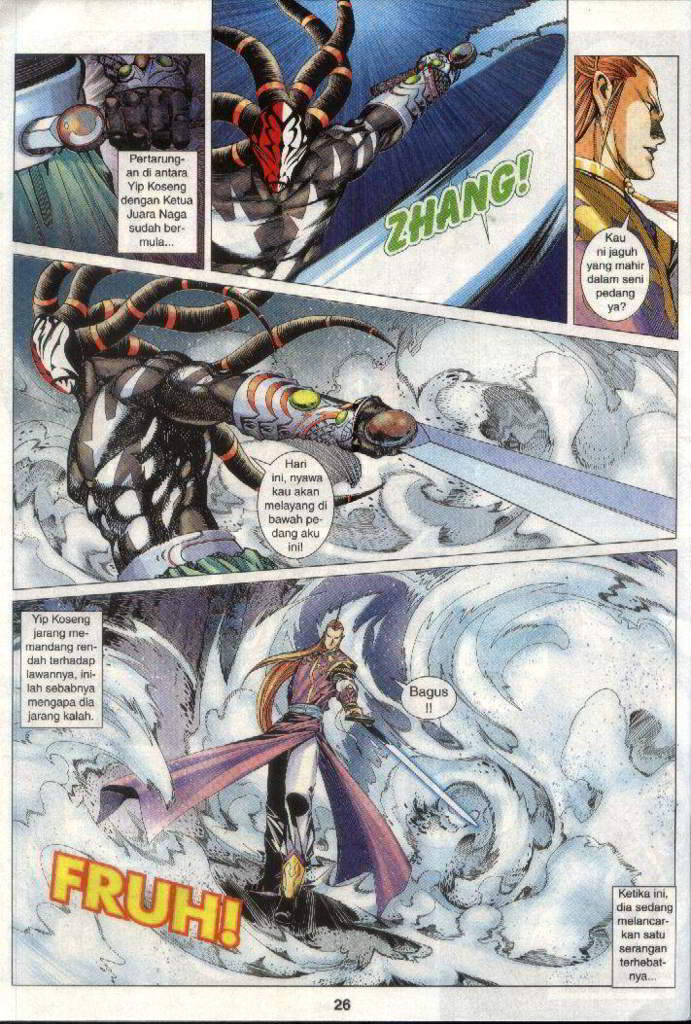 Pertarung-
an di antara
Yip Koseng
dengan Ketua
Juara Naga
sudah ber-
mula...
ZHANG!
Kau
ni jaguh
yang mahir
dalam seni
pedang
ya?
Hari
ini, nyawa
kau akan
melayang di
bawah pe-
dang aku
ini!
Yip Koseng
jarang me-
mandang ren-
dah terhadap
lawannya, ini-
lah sebabnya
mengapa dia
jarang kalah.
Bagus
!!
FRUH!
Ketika ini,
dia sedang
melancar-
kan satu
serangan
terhebat-
nya...
26